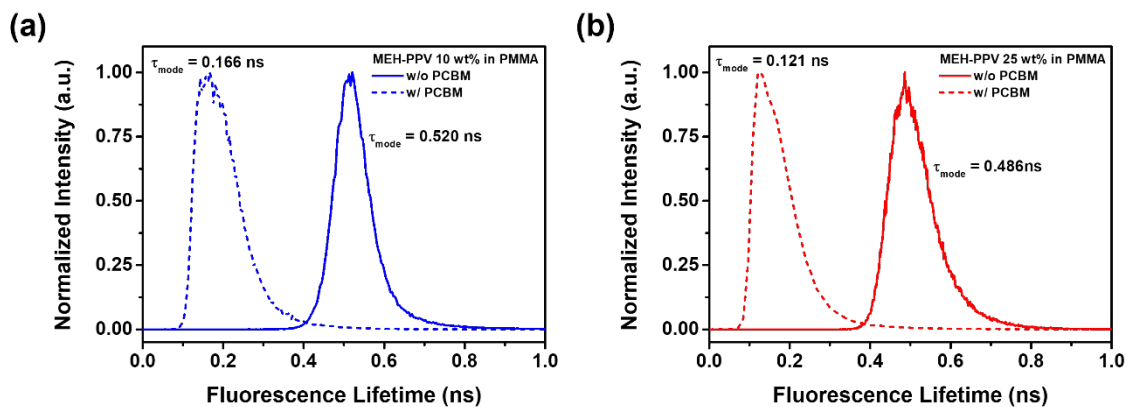 (a)
MEH-PPV 10 wt% in PMMA
w/o PCBM
w/ PCBM
τmode = 0.166 ns
τmode = 0.520 ns
1.00
0.75
0.50
0.25
0.00
0.0 0.2 0.4 0.6 0.8 1.0
Normalized Intensity (a.u.)
Fluorescence Lifetime (ns)
(b)
MEH-PPV 25 wt% in PMMA
w/o PCBM
w/ PCBM
τmode = 0.121 ns
τmode = 0.486ns
1.00
0.75
0.50
0.25
0.00
0.0 0.2 0.4 0.6 0.8 1.0
Normalized Intensity (a.u.)
Fluorescence Lifetime (ns)